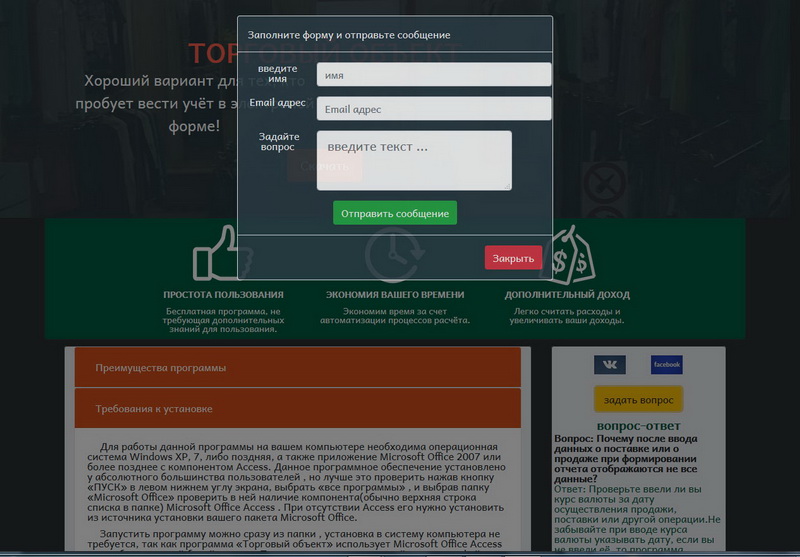 Заполните форму и отправьте сообщение
ТОРГОВЫЙ ОБЪЕКТ
Хороший вариант для тех, кто
пробует вести учёт в электронной
форме!
введите
имя
имя
Email адрес
Email адрес
Задайте
вопрос
введите текст ...
Скачать
Отправить сообщение
Закрыть
ПРОСТОТА ПОЛЬЗОВАНИЯ
Бесплатная программа, не
требующая дополнительных
знаний для пользования.
ЭКОНОМИЯ ВАШЕГО ВРЕМЕНИ
Экономим время за счет
автоматизации процессов расчёта.
$ $
ДОПОЛНИТЕЛЬНЫЙ ДОХОД
Легко считать расходы и
увеличивать ваши доходы.
Преимущества программы
Требования к установке
Для работы данной программы на вашем компьютере необходима операционная
система Windows XP, 7, либо поздняя, а также приложение Microsoft Office 2007 или
более позднее с компонентом Access. Данное программное обеспечение установлено
у абсолютного большинства пользователей , но лучше это проверить нажав кнопку
«ПУСК» в левом нижнем углу экрана, выбрать «все программы» , и выбрав папку
«Microsoft Office» проверить в ней наличие компонента(обычно верхняя строка
списка в папке) Microsoft Office Access . При отсутствии Access его нужно установить
из источника установки вашего пакета Microsoft Office.
Запустить программу можно сразу из папки , установка в систему компьютера не
требуется, так как программа «Торговый объект» использует Microsoft Office Access
facebook
задать вопрос
вопрос-ответ
Вопрос: Почему после ввода
данных о поставке или о
продаже при формировании
отчета отображаются не все
данные?
Ответ: Проверьте ввели ли вы
курс валюты за дату
осуществления продажи,
поставки или другой операции.Не
забывайте при вводе курса
валюты указывать дату, если вы
не ввели её, то программа